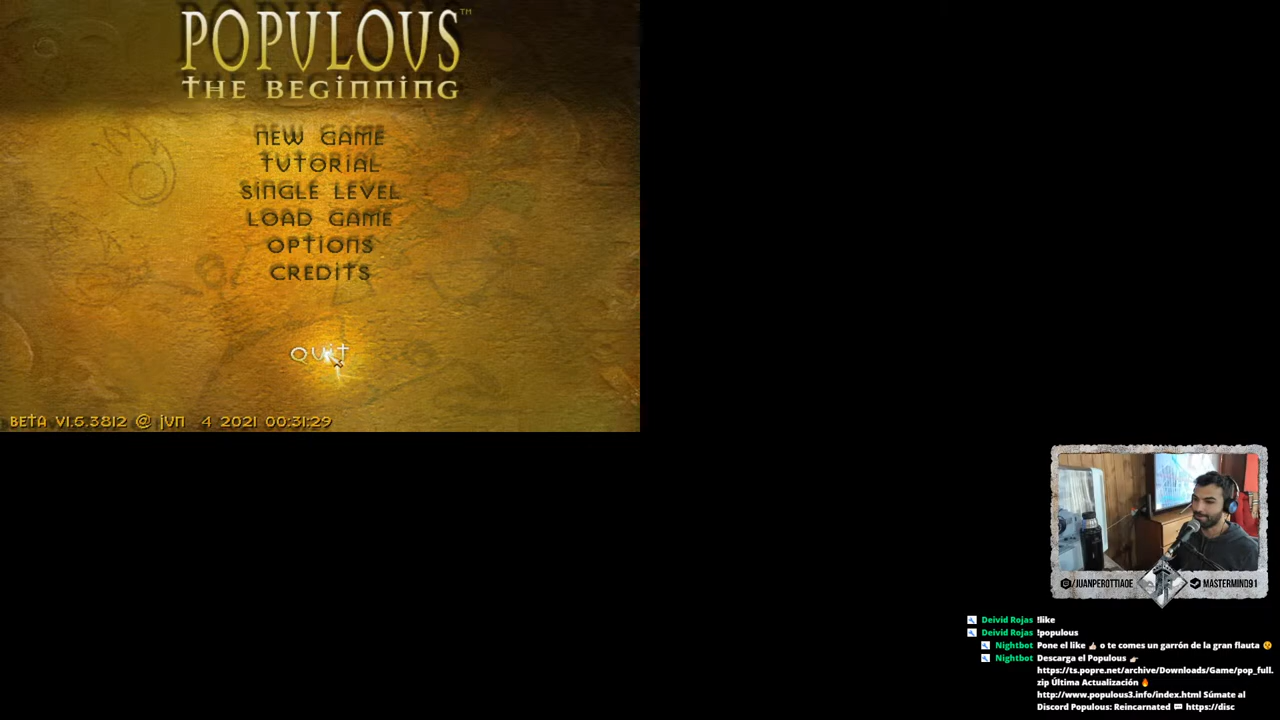 POPULOUS™
THE BEGINNING
NEW GAME
TUTORIAL
SINGLE LEVEL
LOAD GAME
OPTIONS
CREDITS
QUIT
BETA V1.5.3812 @ JUN 4 2021 00:31:29
/JUANPEROTTIAOE
MASTERMIND91
Deivid Rojas !like
Deivid Rojas !populous
Nightbot Pone el like 👍🏻 o te comes un garrón de la gran flauta 😗
Nightbot Descarga el Populous 👉
https://ts.popre.net/archive/Downloads/Game/pop_full.
zip Última Actualización 🔥
http://www.populous3.info/index.html Súmate al
Discord Populous: Reincarnated 💬 https://disc